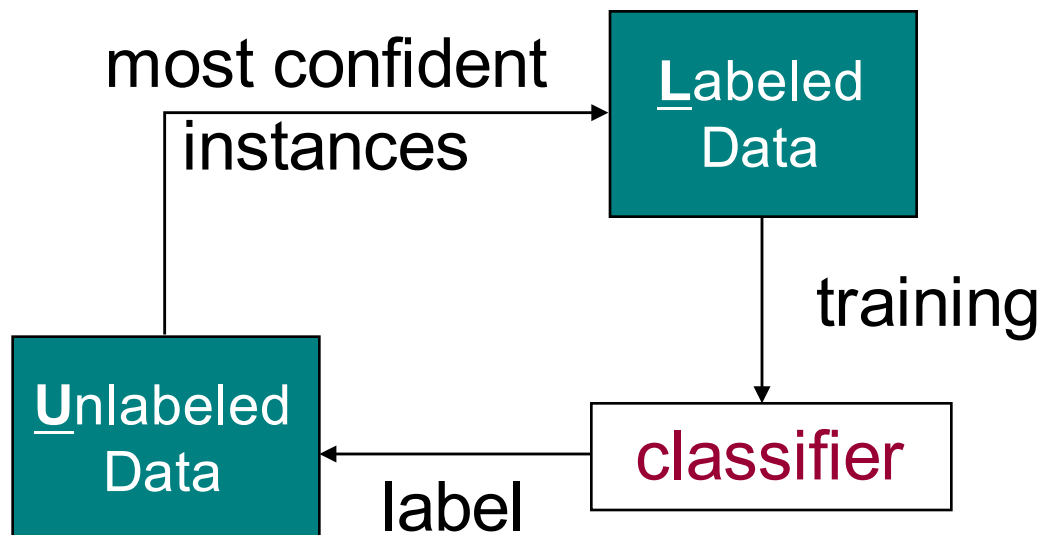 most confident
instances
Labeled
Data
training
Unlabeled
Data
label
classifier